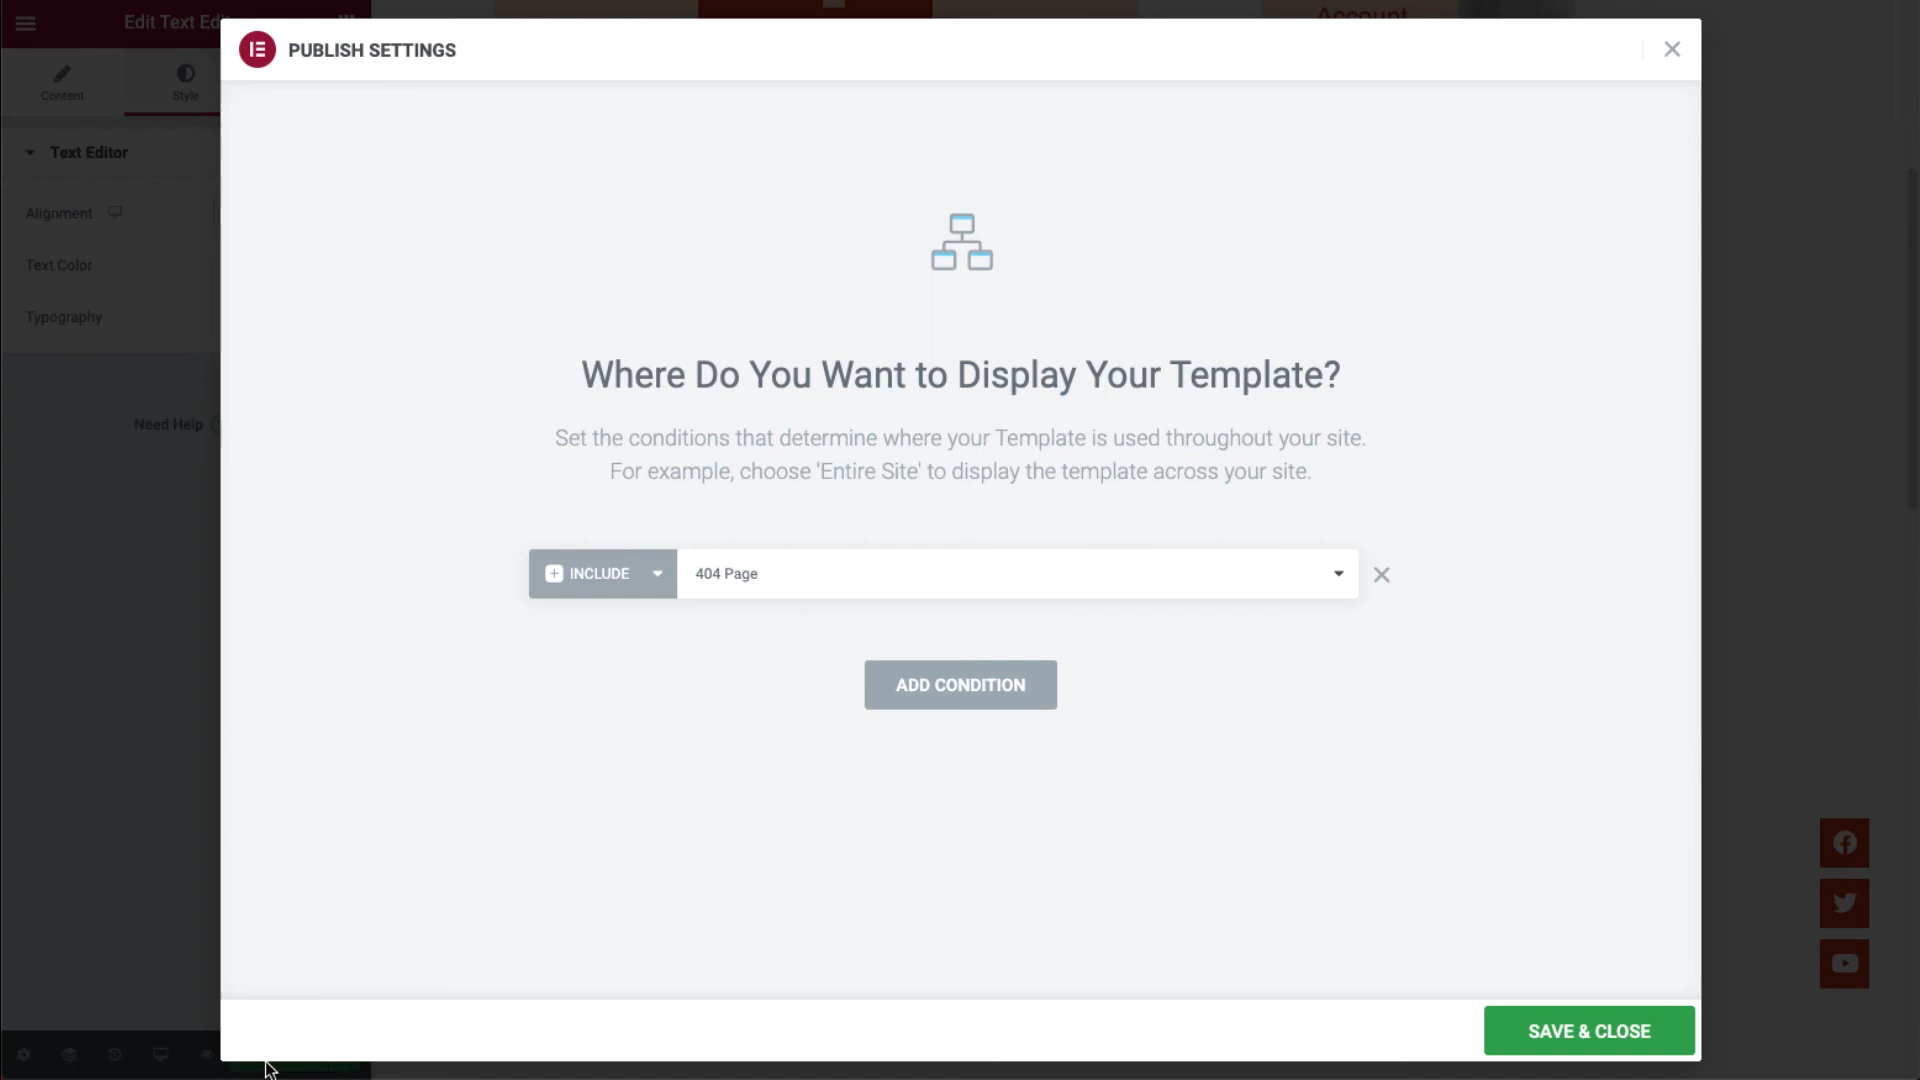 Edit Text Edi
Account
PUBLISH SETTINGS
Content
Style
Text Editor
Alignment
Text Color
Typography
Need Help
Where Do You Want to Display Your Template?
Set the conditions that determine where your Template is used throughout your site.
For example, choose 'Entire Site' to display the template across your site.
INCLUDE
404 Page
ADD CONDITION
SAVE & CLOSE